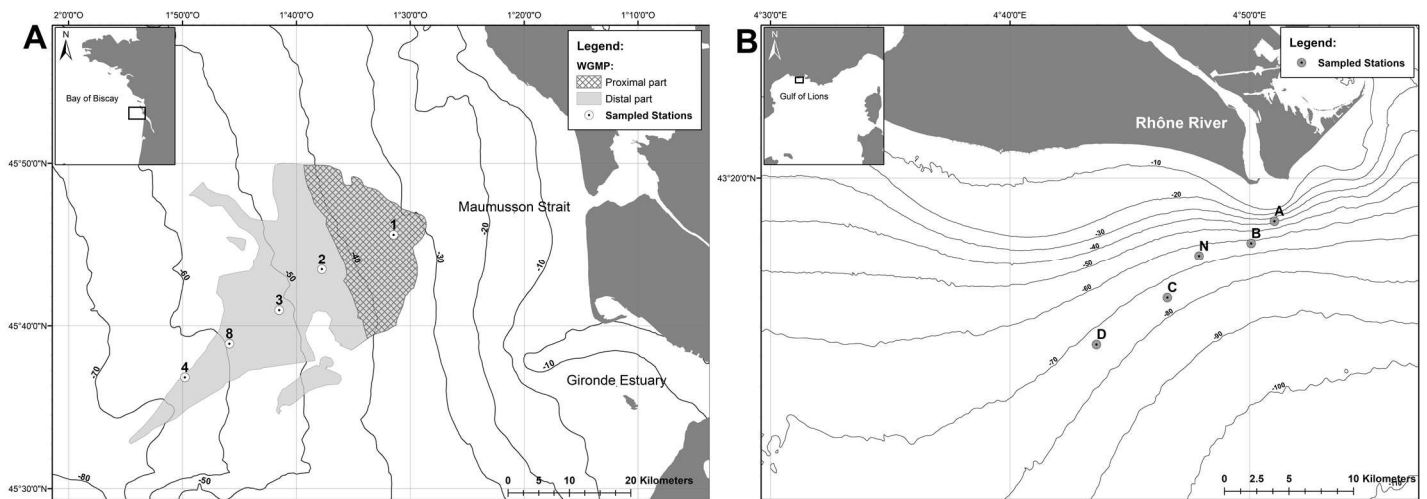 2°0'0"
1°50'0"
1°40'0"
1°30'0"
1°20'0"
1°10'0"
A
N
Bay of Biscay
Legend:
WGMP:
Proximal part
Distal part
Sampled Stations
45°50'0"N
45°40'0"N
45°30'0"N
Maumusson Strait
Gironde Estuary
1
2
3
8
4
-60
-50
-40
-30
-20
-10
-10
-70
-80
-50
0 5 10 20 Kilometers
4°30'0"
4°40'0"
4°50'0"
B
N
Gulf of Lions
Legend:
Sampled Stations
Rhône River
43°20'0"N
-10
-20
-30
-40
-50
-60
-70
-80
-90
-100
A
B
N
C
D
0 2.5 5 10 Kilometers